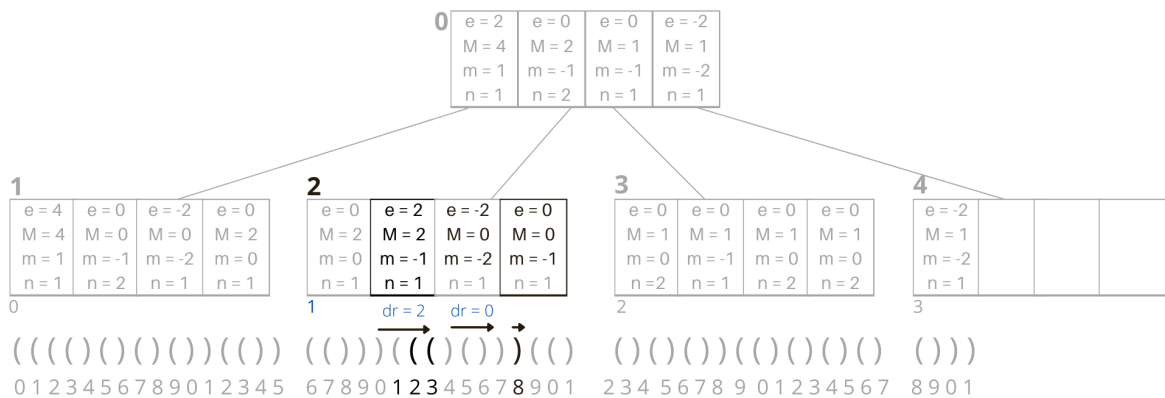 0
e = 2 e = 0 e = 0 e = -2
M = 4 M = 2 M = 1 M = 1
m = 1 m = -1 m = -1 m = -2
n = 1 n = 2 n = 1 n = 1
1 2 3 4
e = 4 e = 0 e = -2 e = 0 e = 0 e = 2 e = -2 e = 0 e = 0 e = 0 e = 0 e = 0 e = -2
M = 4 M = 0 M = 0 M = 2 M = 2 M = 2 M = 0 M = 0 M = 1 M = 1 M = 1 M = 1 M = 1
m = 1 m = -1 m = -2 m = 0 m = 0 m = -1 m = -2 m = -1 m = 0 m = -1 m = 0 m = 0 m = -2
n = 1 n = 2 n = 1 n = 1 n = 1 n = 1 n = 1 n = 1 n =2 n = 1 n = 2 n = 2 n = 1
0 1 2 3
dr = 2 dr = 0
( ( ( ( ) ( ) ( ) ( ) ) ( ( ) ) ( ( ) ) ) ( ( ( ) ( ) ) ) ( ( ) ( ) ( ) ( ) ) ( ( ) ( ) ( ) ( ) ( ) ) )
0 1 2 3 4 5 6 7 8 9 0 1 2 3 4 5 6 7 8 9 0 1 2 3 4 5 6 7 8 9 0 1 2 3 4 5 6 7 8 9 0 1 2 3 4 5 6 7 8 9 0 1